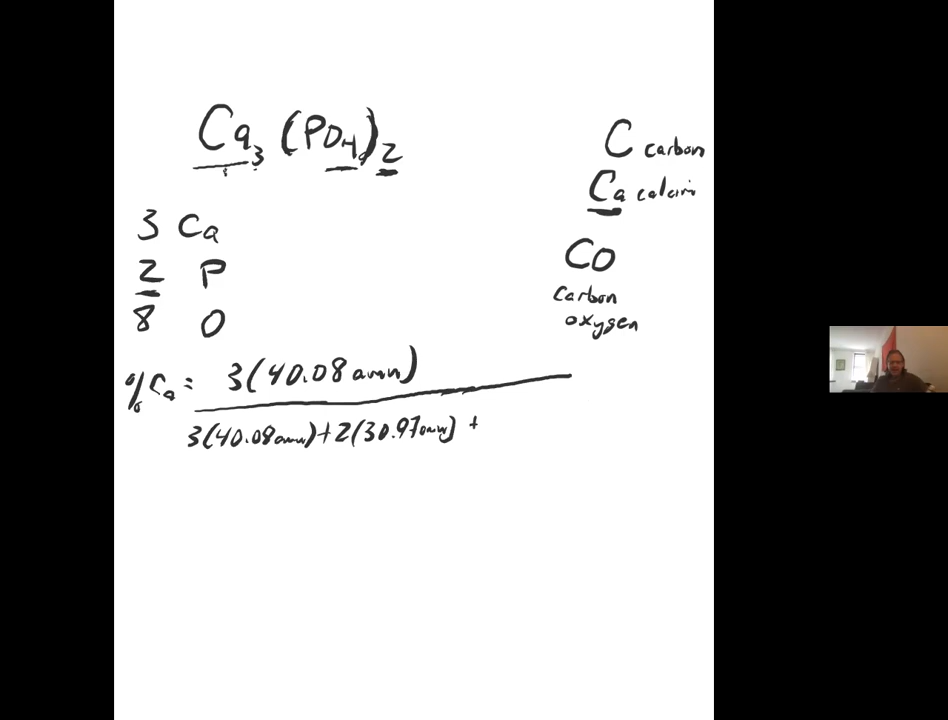 Ca₃(PO₄)₂
C carbon
Ca calcium
3 Ca
2 P
8 O
CO
carbon
oxygen
% Ca = 3(40.08 amu)
3(40.08 amu) + 2(30.97 amu) +